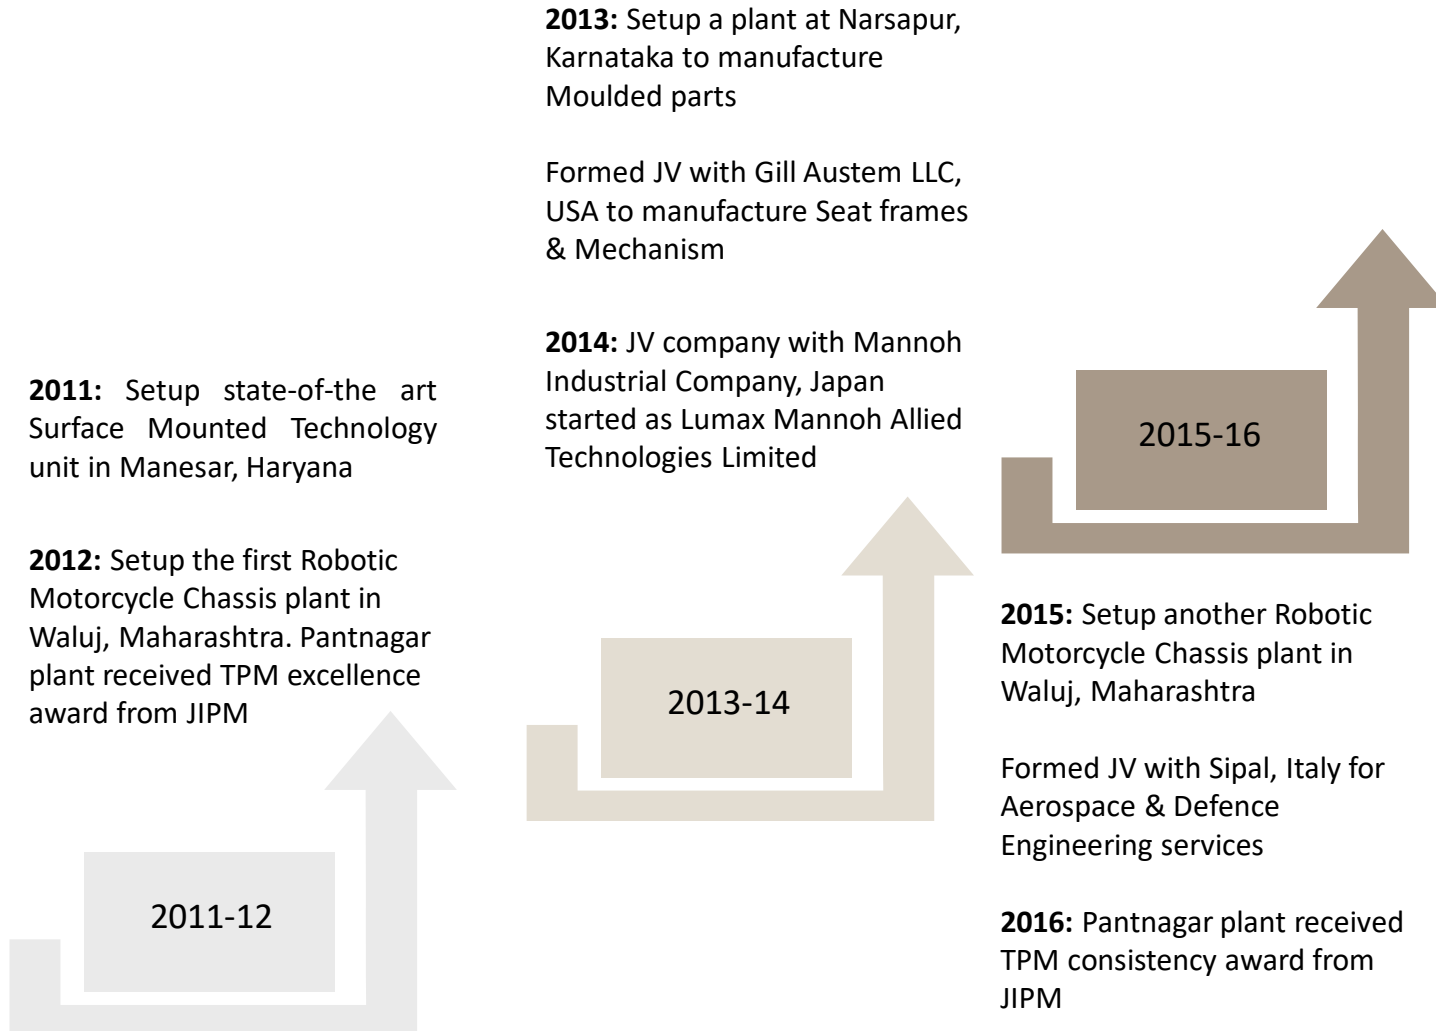 2011: Setup state-of-the art
Surface Mounted Technology
unit in Manesar, Haryana
2012: Setup the first Robotic
Motorcycle Chassis plant in
Waluj, Maharashtra. Pantnagar
plant received TPM excellence
award from JIPM
2011-12
2013: Setup a plant at Narsapur,
Karnataka to manufacture
Moulded parts
Formed JV with Gill Austem LLC,
USA to manufacture Seat frames
& Mechanism
2014: JV company with Mannoh
Industrial Company, Japan
started as Lumax Mannoh Allied
Technologies Limited
2013-14
2015-16
2015: Setup another Robotic
Motorcycle Chassis plant in
Waluj, Maharashtra
Formed JV with Sipal, Italy for
Aerospace & Defence
Engineering services
2016: Pantnagar plant received
TPM consistency award from
JIPM